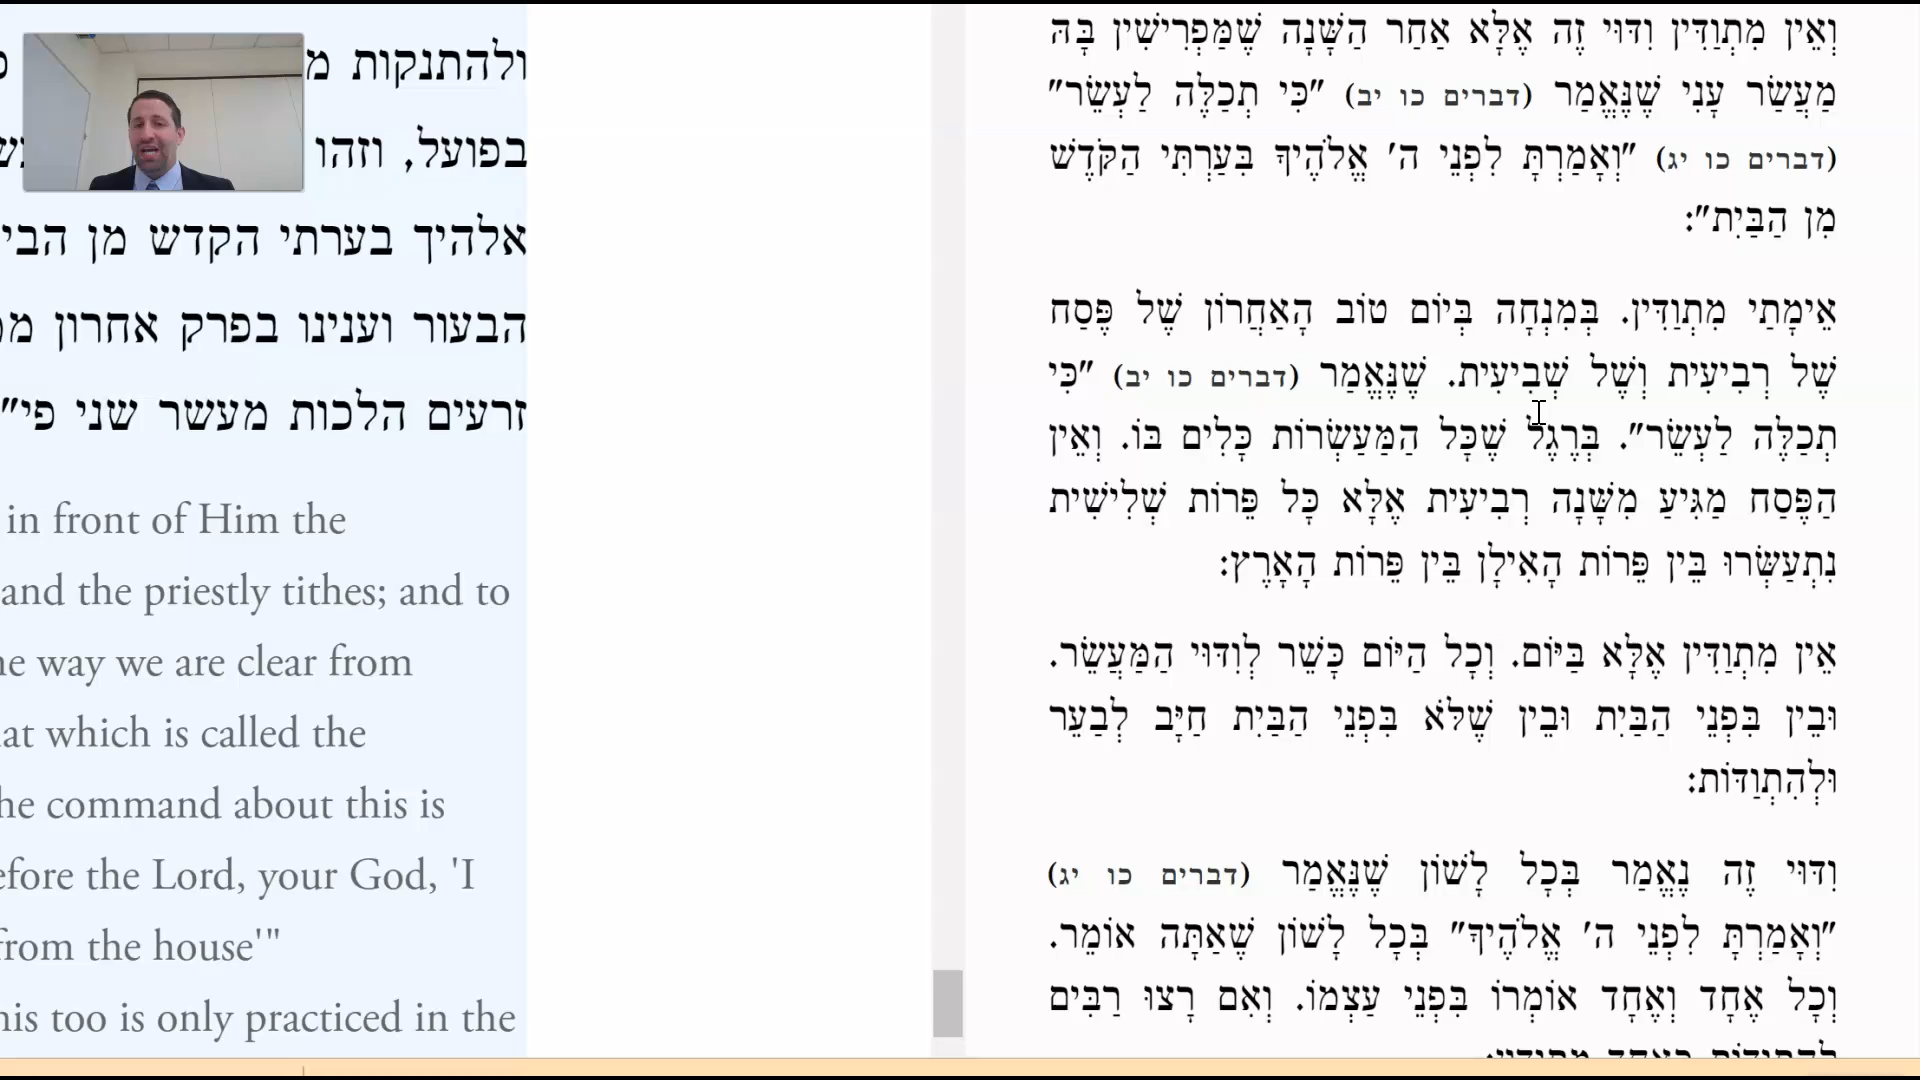 ולהתנקות מ
בפועל, וזהו
אלהיך בערתי הקדש מן הבי
הבעור וענינו בפרק אחרון
זרעים הלכות מעשר שני פי"
in front of Him the
and the priestly tithes; and to
he way we are clear from
at which is called the
he command about this is
efore the Lord, your God, 'I
from the house'"
his too is only practiced in the
וְאֵין מִתְוַדִּין וִדּוּי זֶה אֶלָּא אַחַר הַשָּׁנָה שֶׁמַּפְרִישִׁין בָּהּ
מַעֲשַׂר עָנִי שֶׁנֶּאֱמַר (דברים כו יב) "כִּי תְכַלֶּה לַעְשֵׂר"
(דברים כו יג) "וְאָמַרְתָּ לִפְנֵי ה' אֱלֹהֶיךָ בִּעַרְתִּי הַקֹּדֶשׁ
מִן הַבַּיִת":
אֵימָתַי מִתְוַדִּין. בְּמִנְחָה בְּיוֹם טוֹב הָאַחֲרוֹן שֶׁל פֶּסַח
שֶׁל רְבִיעִית וְשֶׁל שְׁבִיעִית. שֶׁנֶּאֱמַר (דברים כו יב) "כִּי
תְכַלֶּה לַעְשֵׂר". בְּרֶגֶל שֶׁכָּל הַמַּעַשְׂרוֹת כָּלִים בּוֹ. וְאֵין
הַפֶּסַח מַגִּיעַ מִשָּׁנָה רְבִיעִית אֶלָּא כָּל פֵּרוֹת שְׁלִישִׁית
נִתְעַשְּׂרוּ בֵּין פֵּרוֹת הָאִילָן בֵּין פֵּרוֹת הָאָרֶץ:
אֵין מִתְוַדִּין אֶלָּא בַּיּוֹם. וְכָל הַיּוֹם כָּשֵׁר לְוִדּוּי הַמַּעֲשֵׂר.
וּבֵין בִּפְנֵי הַבַּיִת וּבֵין שֶׁלֹּא בִּפְנֵי הַבַּיִת חַיָּב לְבַעֵר
וּלְהִתְוַדּוֹת:
וִדּוּי זֶה נֶאֱמַר בְּכָל לָשׁוֹן שֶׁנֶּאֱמַר (דברים כו יג)
"וְאָמַרְתָּ לִפְנֵי ה' אֱלֹהֶיךָ" בְּכָל לָשׁוֹן שֶׁאַתָּה אוֹמֵר.
וְכָל אֶחָד וְאֶחָד אוֹמְרוֹ בִּפְנֵי עַצְמוֹ. וְאִם רָצוּ רַבִּים